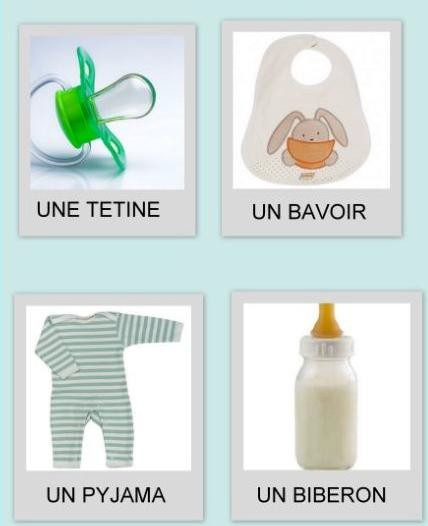 UNE TETINE
UN BAVOIR
UN PYJAMA
UN BIBERON